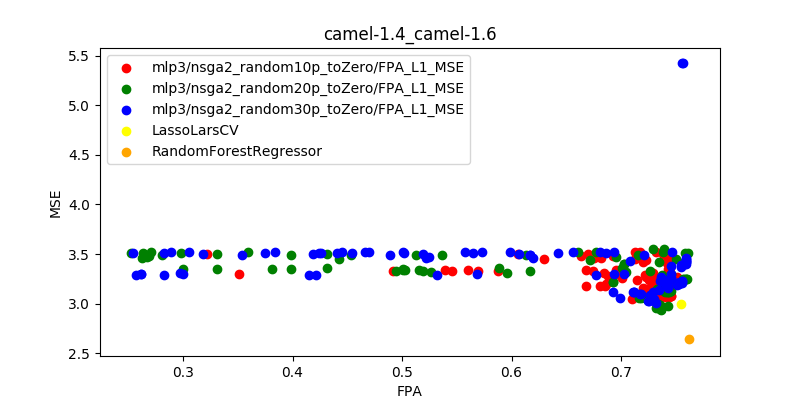 camel-1.4_camel-1.6
mlp3/nsga2_random10p_toZero/FPA_L1_MSE
mlp3/nsga2_random20p_toZero/FPA_L1_MSE
mlp3/nsga2_random30p_toZero/FPA_L1_MSE
LassoLarsCV
RandomForestRegressor
MSE
5.5
5.0
4.5
4.0
3.5
3.0
2.5
0.3 0.4 0.5 0.6 0.7
FPA